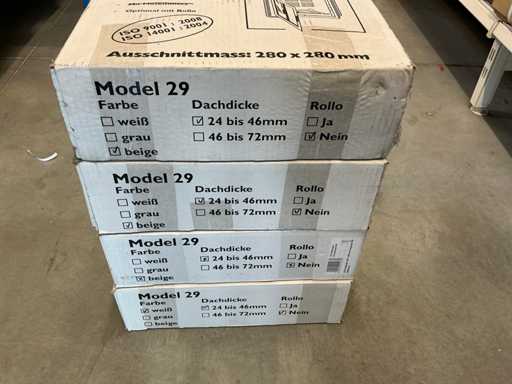 Optional mit Rollo
ISO 9001 : 2008
ISO 14001 : 2004
Ausschnittmass: 280 x 280 mm
Model 29
Farbe Dachdicke Rollo
weiß 24 bis 46mm Ja
grau 46 bis 72mm Nein
beige
Model 29
Farbe Dachdicke Rollo
weiß 24 bis 46mm Ja
grau 46 bis 72mm Nein
beige
Model 29
Farbe Dachdicke Rollo
weiß 24 bis 46mm Ja
grau 46 bis 72mm Nein
beige
Model 29
Farbe Dachdicke Rollo
weiß 24 bis 46mm Ja
grau 46 bis 72mm Nein
beige